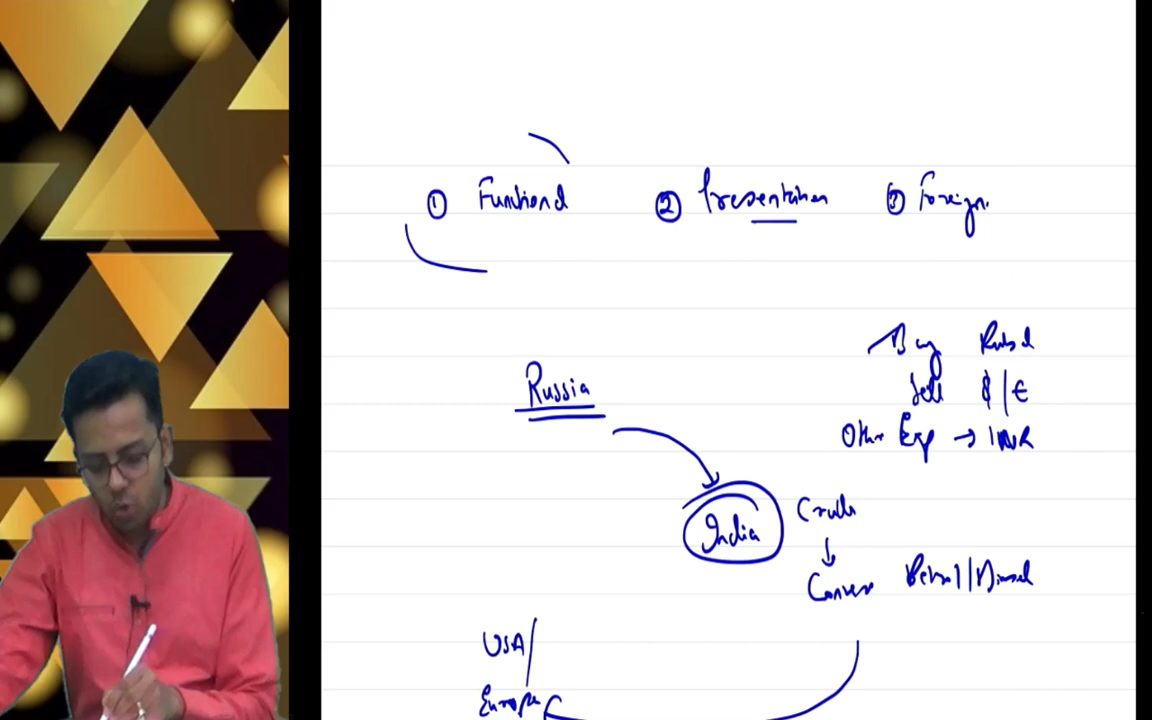 ① Functional ② Presentation ③ Foreign.
Buy Rubel
Russia Sell $/€
Other Exp → INR
India Crude
Conver Petrol/Diesel
USA/
Europe